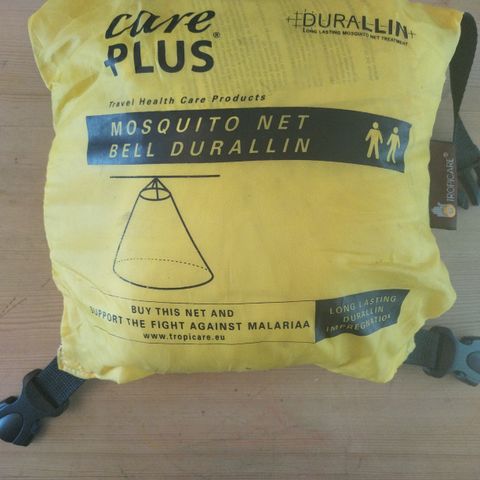 care
PLUS®
DURALLIN
LONG LASTING MOSQUITO NET TREATMENT
Travel Health Care Products
MOSQUITO NET
BELL DURALLIN
TROPICARE®
BUY THIS NET AND
SUPPORT THE FIGHT AGAINST MALARIAA
www.tropicare.eu
LONG LASTING
DURALLIN
IMPREGNATION